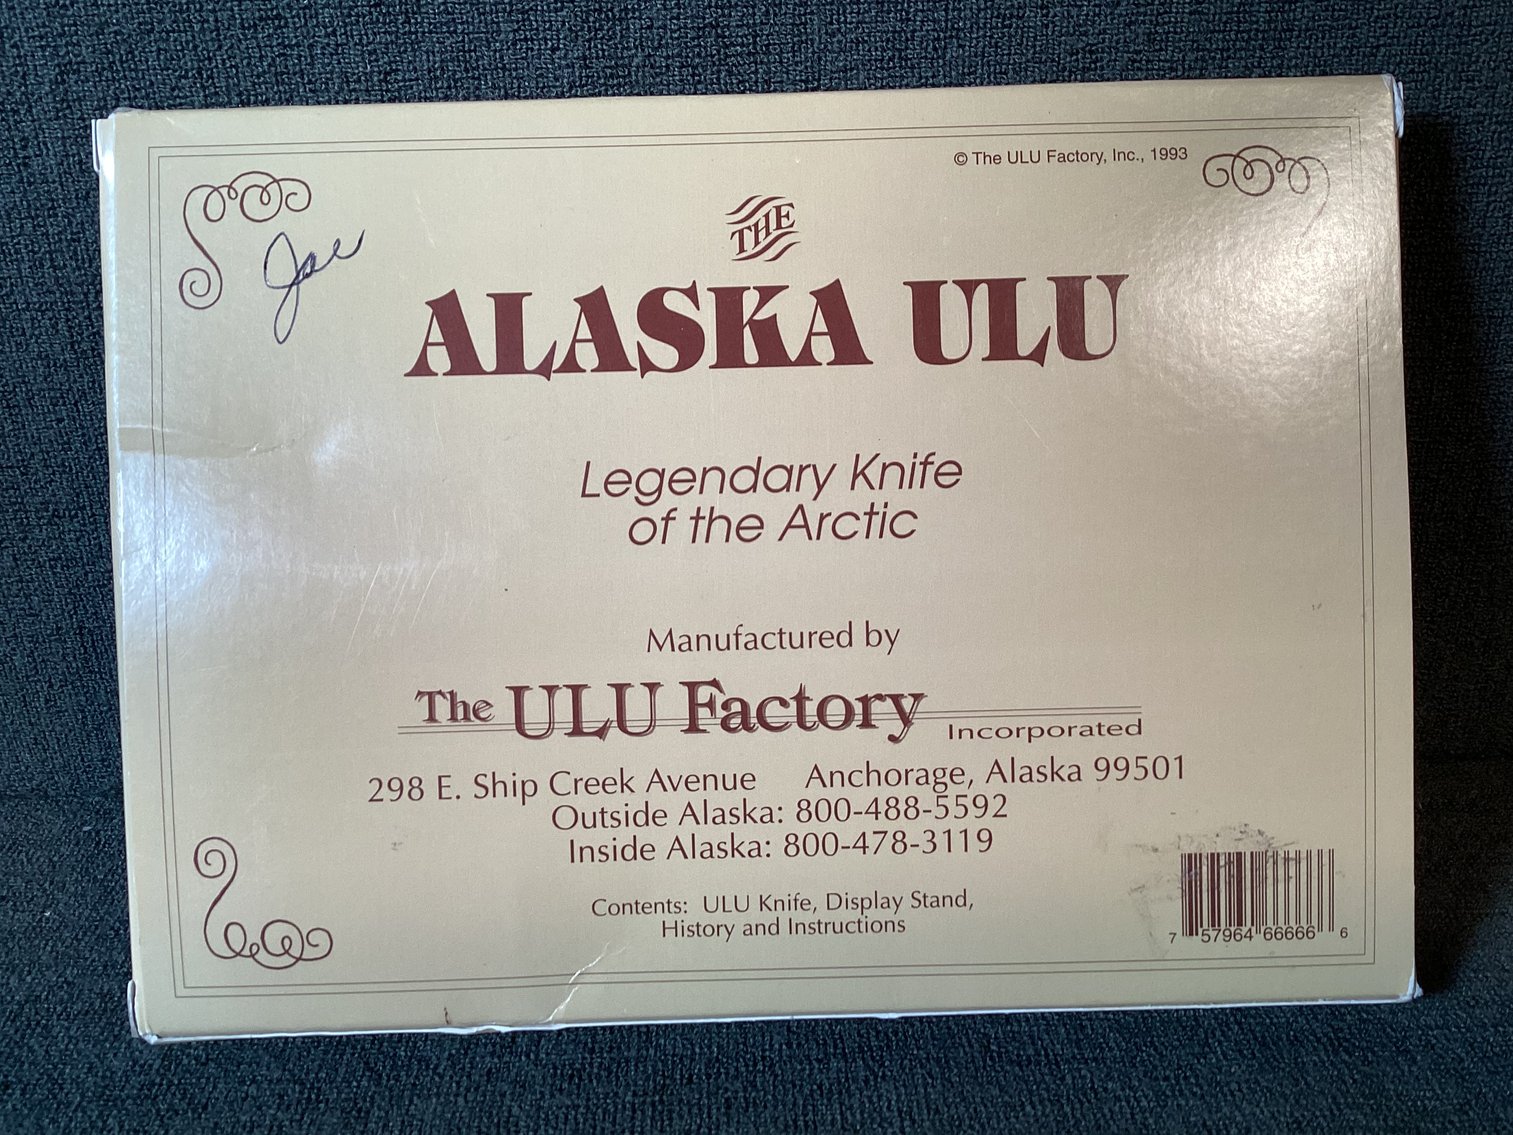 © The ULU Factory, Inc., 1993
THE
Joe
ALASKA ULU
Legendary Knife
of the Arctic
Manufactured by
The ULU Factory
Incorporated
298 E. Ship Creek Avenue Anchorage, Alaska 99501
Outside Alaska: 800-488-5592
Inside Alaska: 800-478-3119
Contents: ULU Knife, Display Stand,
History and Instructions
7 57964 66666 6